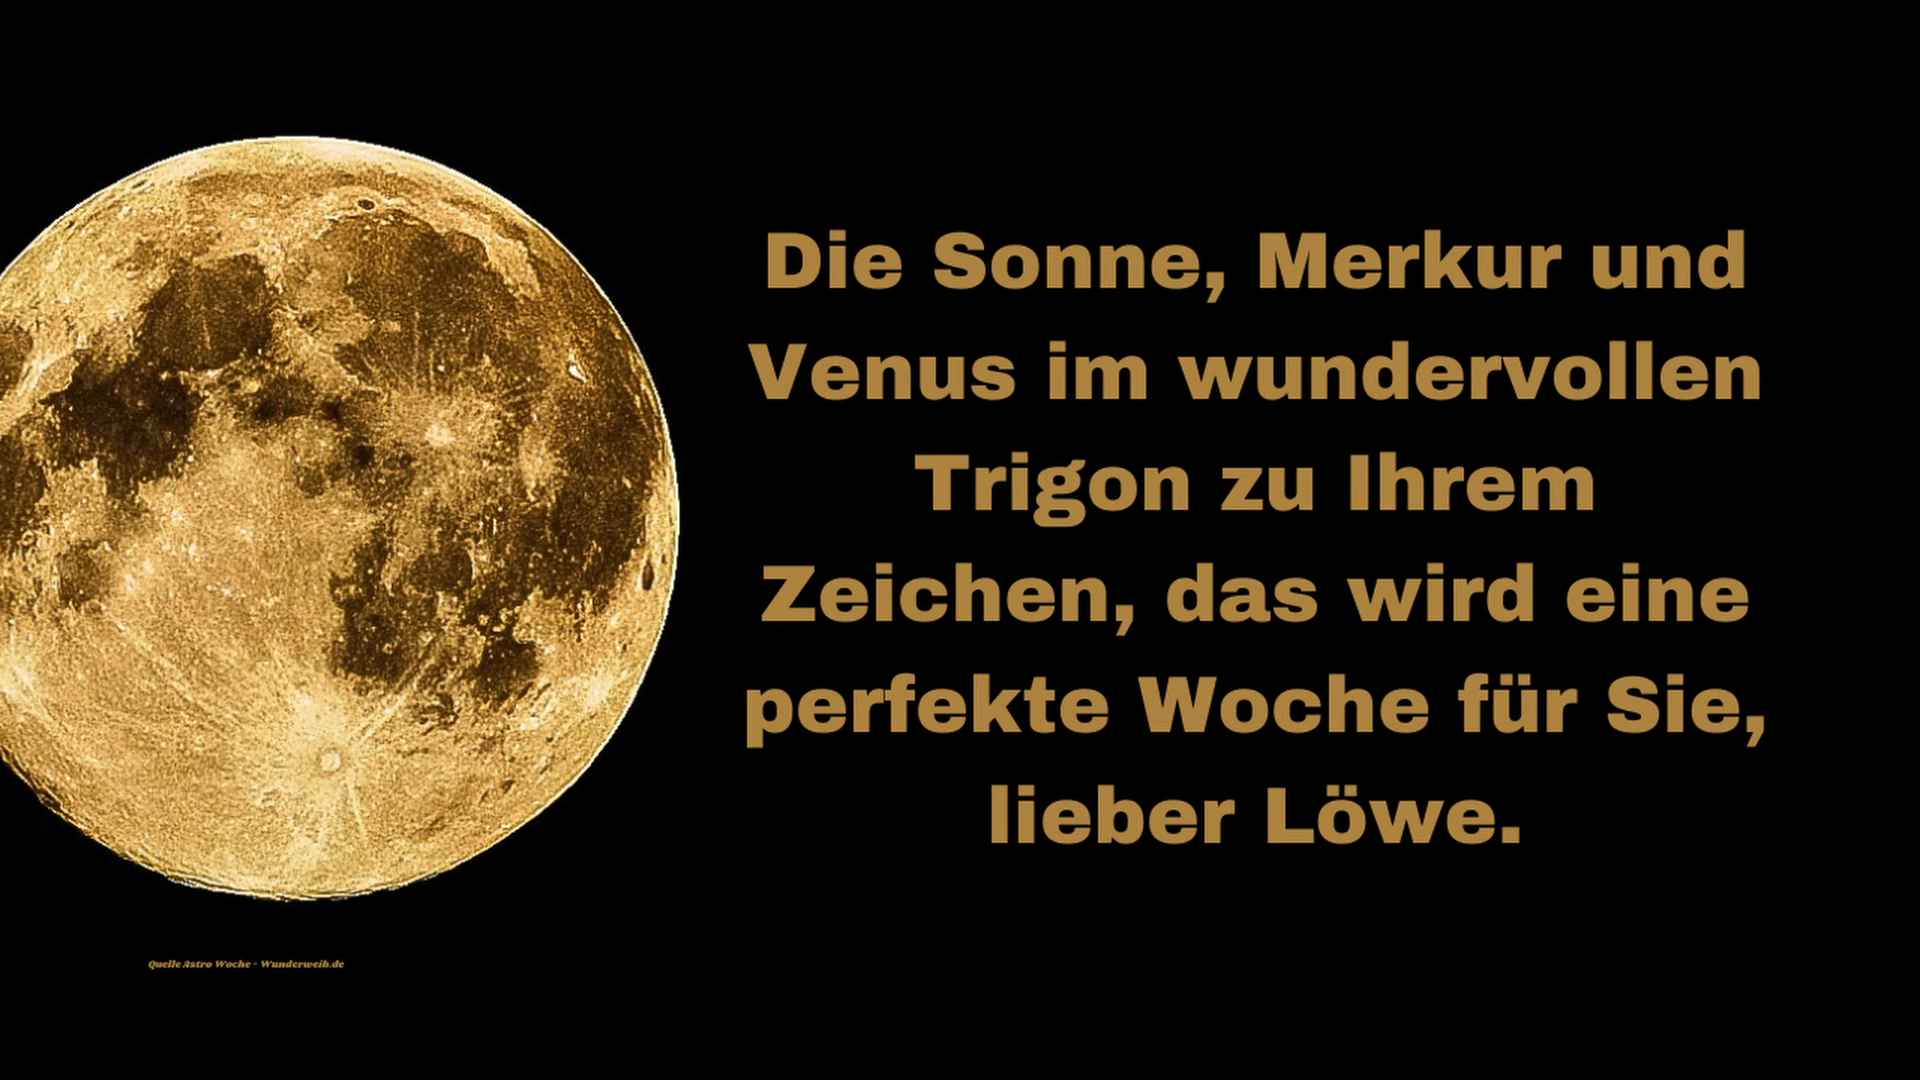 Die Sonne, Merkur und
Venus im wundervollen
Trigon zu Ihrem
Zeichen, das wird eine
perfekte Woche für Sie,
lieber Löwe.
Quelle Astro Woche - Wunderweib.de